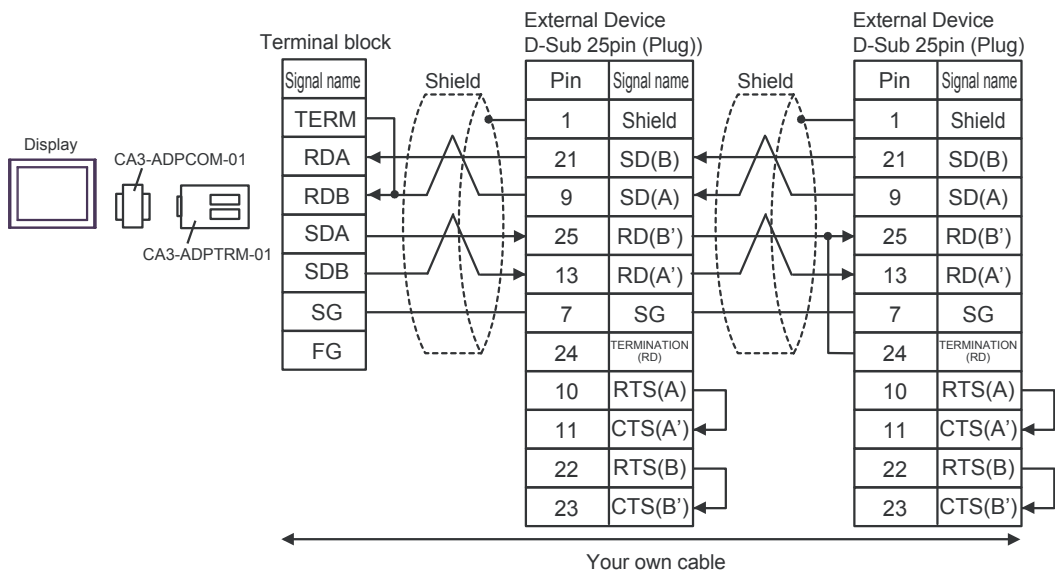 Display
CA3-ADPCOM-01
CA3-ADPTRM-01
Terminal block
Signal name
TERM
RDA
RDB
SDA
SDB
SG
FG
Shield
External Device
D-Sub 25pin (Plug))
Pin Signal name
1 Shield
21 SD(B)
9 SD(A)
25 RD(B')
13 RD(A')
7 SG
24 TERMINATION (RD)
10 RTS(A)
11 CTS(A')
22 RTS(B)
23 CTS(B')
Shield
External Device
D-Sub 25pin (Plug)
Pin Signal name
1 Shield
21 SD(B)
9 SD(A)
25 RD(B')
13 RD(A')
7 SG
24 TERMINATION (RD)
10 RTS(A)
11 CTS(A')
22 RTS(B)
23 CTS(B')
Your own cable